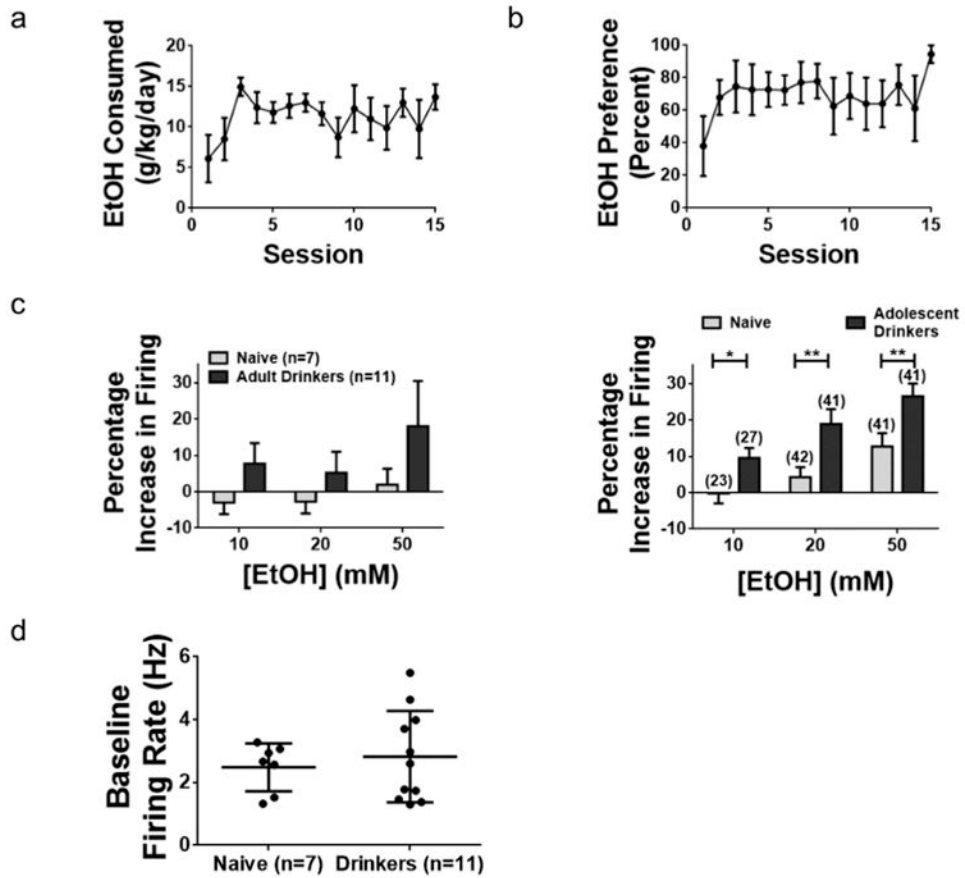 a
EtOH Consumed
(g/kg/day)
20
15
10
5
0
0 5 10 15
Session
b
EtOH Preference
(Percent)
100
80
60
40
20
0
0 5 10 15
Session
c
Percentage
Increase in Firing
30
20
10
0
-10
Naive (n=7)
Adult Drinkers (n=11)
10 20 50
[EtOH] (mM)
Naive
Adolescent
Drinkers
Percentage
Increase in Firing
30
20
10
0
-10
* ** **
(23) (27) (42) (41) (41) (41)
10 20 50
[EtOH] (mM)
d
Baseline
Firing Rate (Hz)
6
4
2
0
Naive (n=7) Drinkers (n=11)